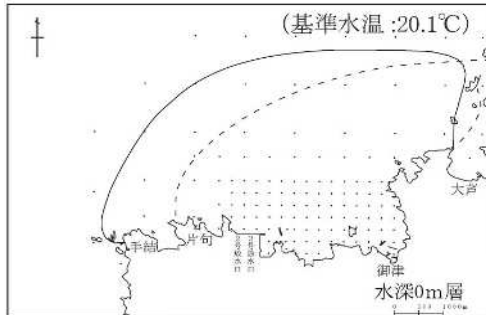 (基準水温 :20.1℃)
大芦
手結
片句
御津
水深0m層